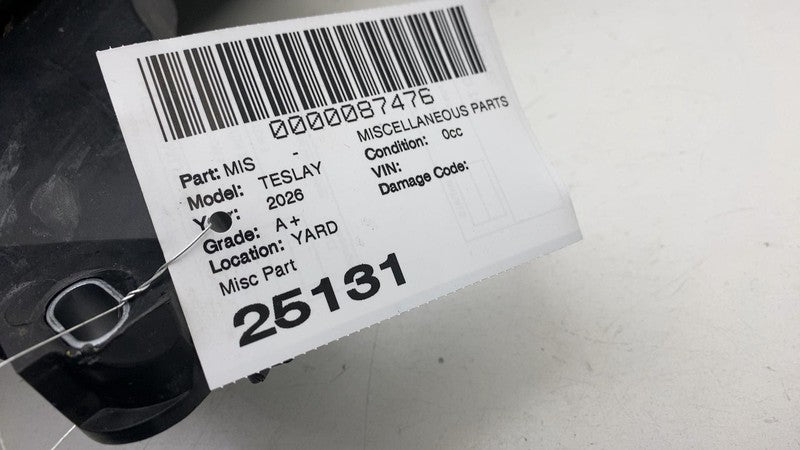 0000087476
Part: MIS - MISCELLANEOUS PARTS
Model: TESLAY Condition: 0cc
Year: 2026 VIN:
Grade: A+ Damage Code:
Location: YARD
Misc Part
25131